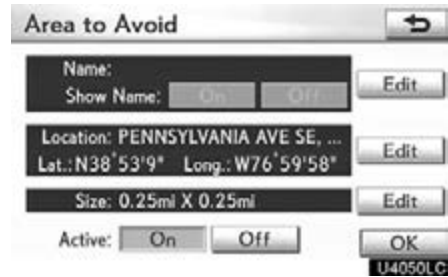 Area to Avoid
Name:
Show Name: On Off
Edit
Location: PENNSYLVANIA AVE SE, ...
Lat.:N38°53'9" Long.:W76°59'58"
Edit
Size: 0.25mi X 0.25mi
Edit
Active: On Off
OK
U4050LC